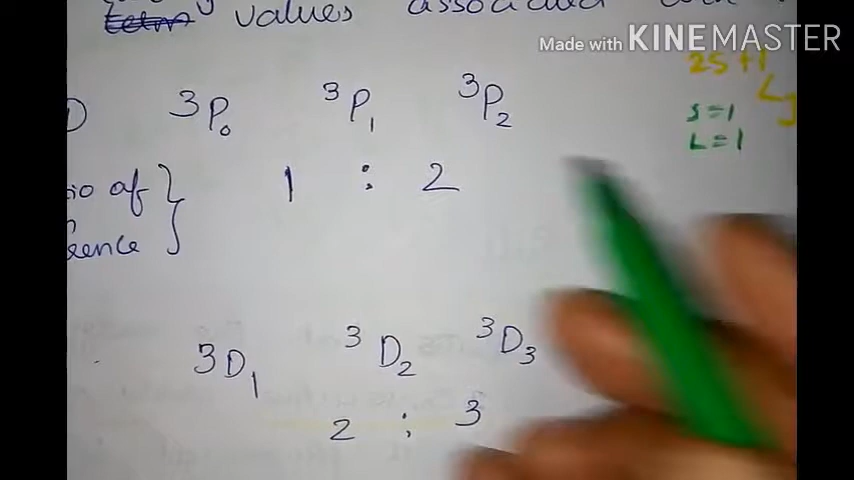 values associated
Made with KINEMASTER
2S+1
L J
S=1
L=1
³P₀ ³P₁ ³P₂
io of }
1 : 2
ence }
³D₁ ³D₂ ³D₃
2 : 3